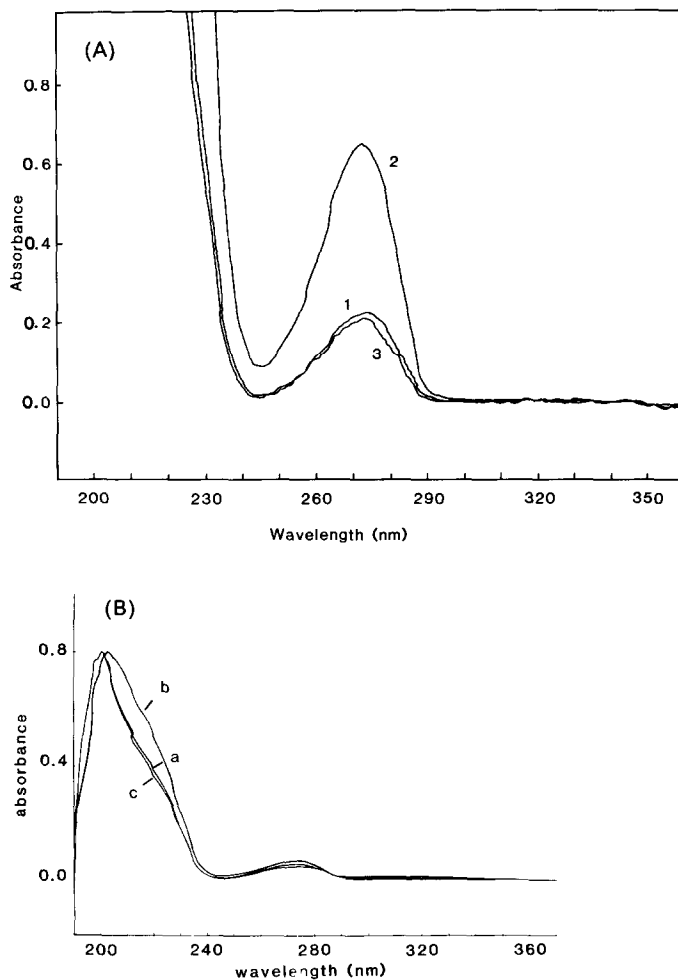 (A)
0.8
0.6
0.4
0.2
0.0
Absorbance
2
1
3
200 230 260 290 320 350
Wavelength (nm)
(B)
0.8
0.4
0.0
absorbance
b
a
c
200 240 280 320 360
wavelength (nm)